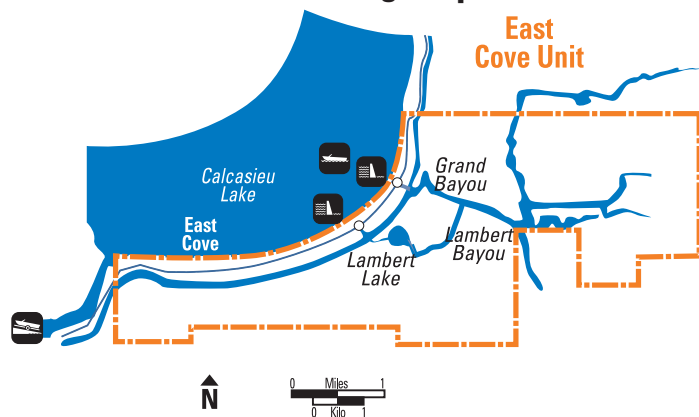 East
Cove Unit
Calcasieu
Lake
Grand
Bayou
East
Cove
Lambert
Bayou
Lambert
Lake
N
0 Miles 1
0 Kilo 1